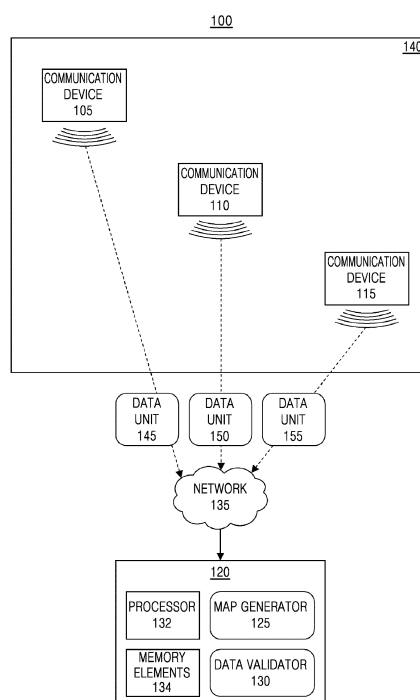 100
140
COMMUNICATION
DEVICE
105
COMMUNICATION
DEVICE
110
COMMUNICATION
DEVICE
115
DATA
UNIT
145
DATA
UNIT
150
DATA
UNIT
155
NETWORK
135
120
PROCESSOR
132
MAP GENERATOR
125
MEMORY
ELEMENTS
134
DATA VALIDATOR
130